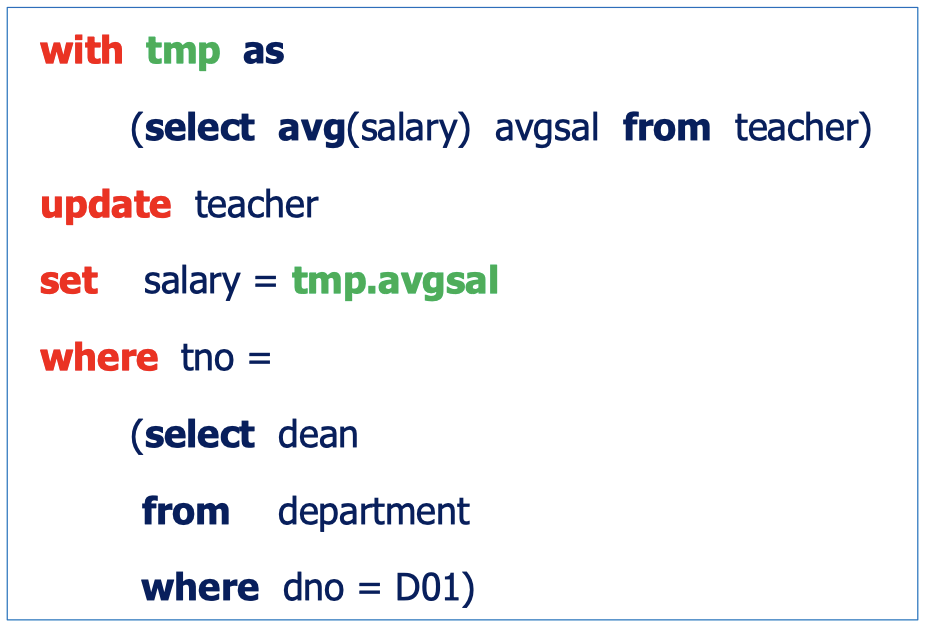 with tmp as
(select avg(salary) avgsal from teacher)
update teacher
set salary = tmp.avgsal
where tno =
(select dean
from department
where dno = D01)